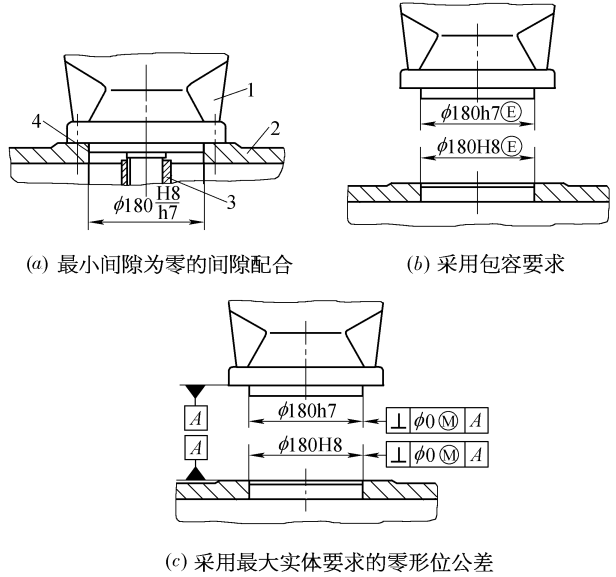 1
4
2
3
ϕ180 H8/h7
(a) 最小间隙为零的间隙配合
ϕ180h7Ⓔ
ϕ180H8Ⓔ
(b) 采用包容要求
A
A
ϕ180h7
⊥ ϕ0 Ⓜ A
ϕ180H8
⊥ ϕ0 Ⓜ A
(c) 采用最大实体要求的零形位公差